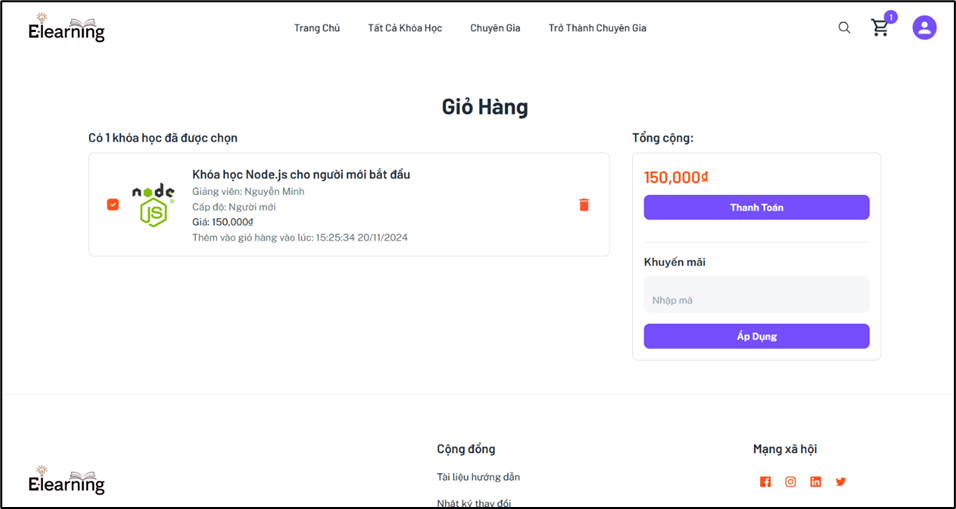 Elearning
Trang Chủ
Tất Cả Khóa Học
Chuyên Gia
Trở Thành Chuyên Gia
1
Giỏ Hàng
Có 1 khóa học đã được chọn
node
JS
Khóa học Node.js cho người mới bắt đầu
Giảng viên: Nguyễn Minh
Cấp độ: Người mới
Giá: 150,000₫
Thêm vào giỏ hàng vào lúc: 15:25:34 20/11/2024
Tổng cộng:
150,000₫
Thanh Toán
Khuyến mãi
Nhập mã
Áp Dụng
Elearning
Cộng đồng
Tài liệu hướng dẫn
Nhật ký thay đổi
Mạng xã hội